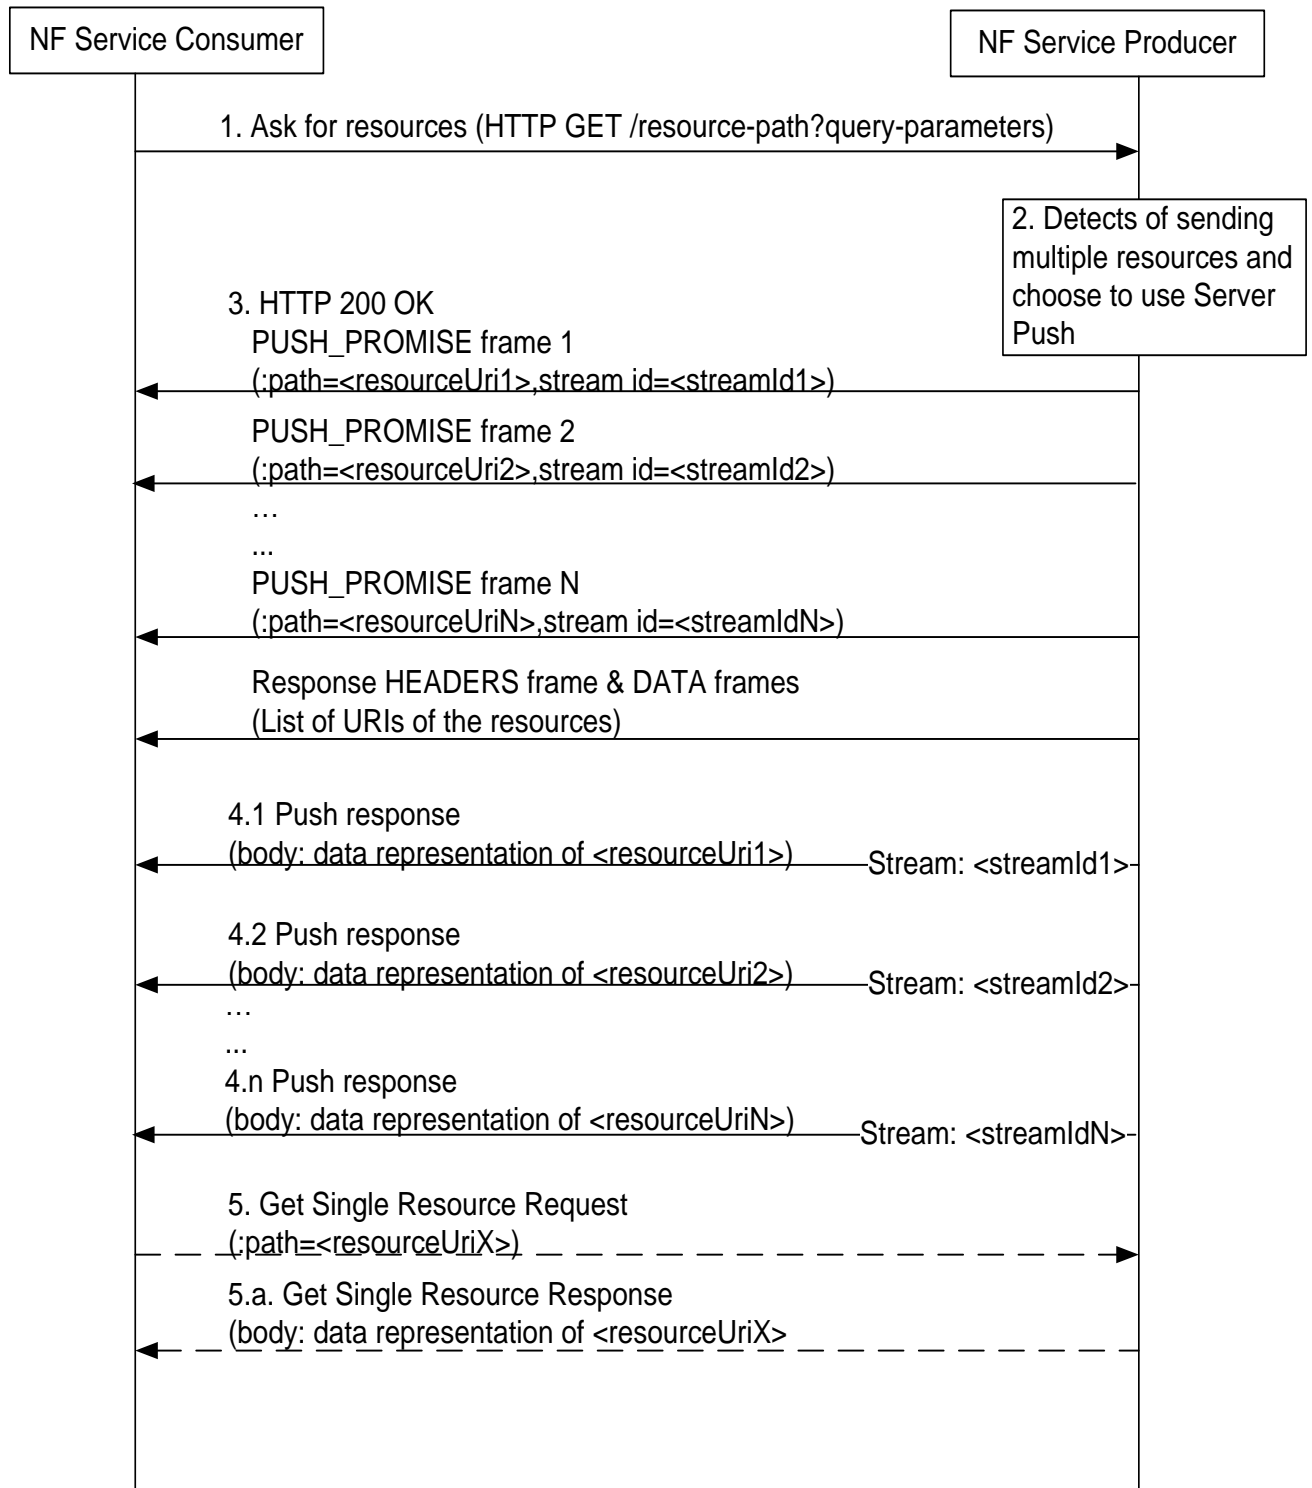 NF Service Consumer
NF Service Producer
1. Ask for resources (HTTP GET /resource-path?query-parameters)
2. Detects of sending
multiple resources and
choose to use Server
Push
3. HTTP 200 OK
PUSH_PROMISE frame 1
(:path=<resourceUri1>,stream id=<streamId1>)
PUSH_PROMISE frame 2
(:path=<resourceUri2>,stream id=<streamId2>)
…
...
PUSH_PROMISE frame N
(:path=<resourceUriN>,stream id=<streamIdN>)
Response HEADERS frame & DATA frames
(List of URIs of the resources)
4.1 Push response
(body: data representation of <resourceUri1>)
Stream: <streamId1>
4.2 Push response
(body: data representation of <resourceUri2>)
Stream: <streamId2>
…
...
4.n Push response
(body: data representation of <resourceUriN>)
Stream: <streamIdN>
5. Get Single Resource Request
(:path=<resourceUriX>)
5.a. Get Single Resource Response
(body: data representation of <resourceUriX>